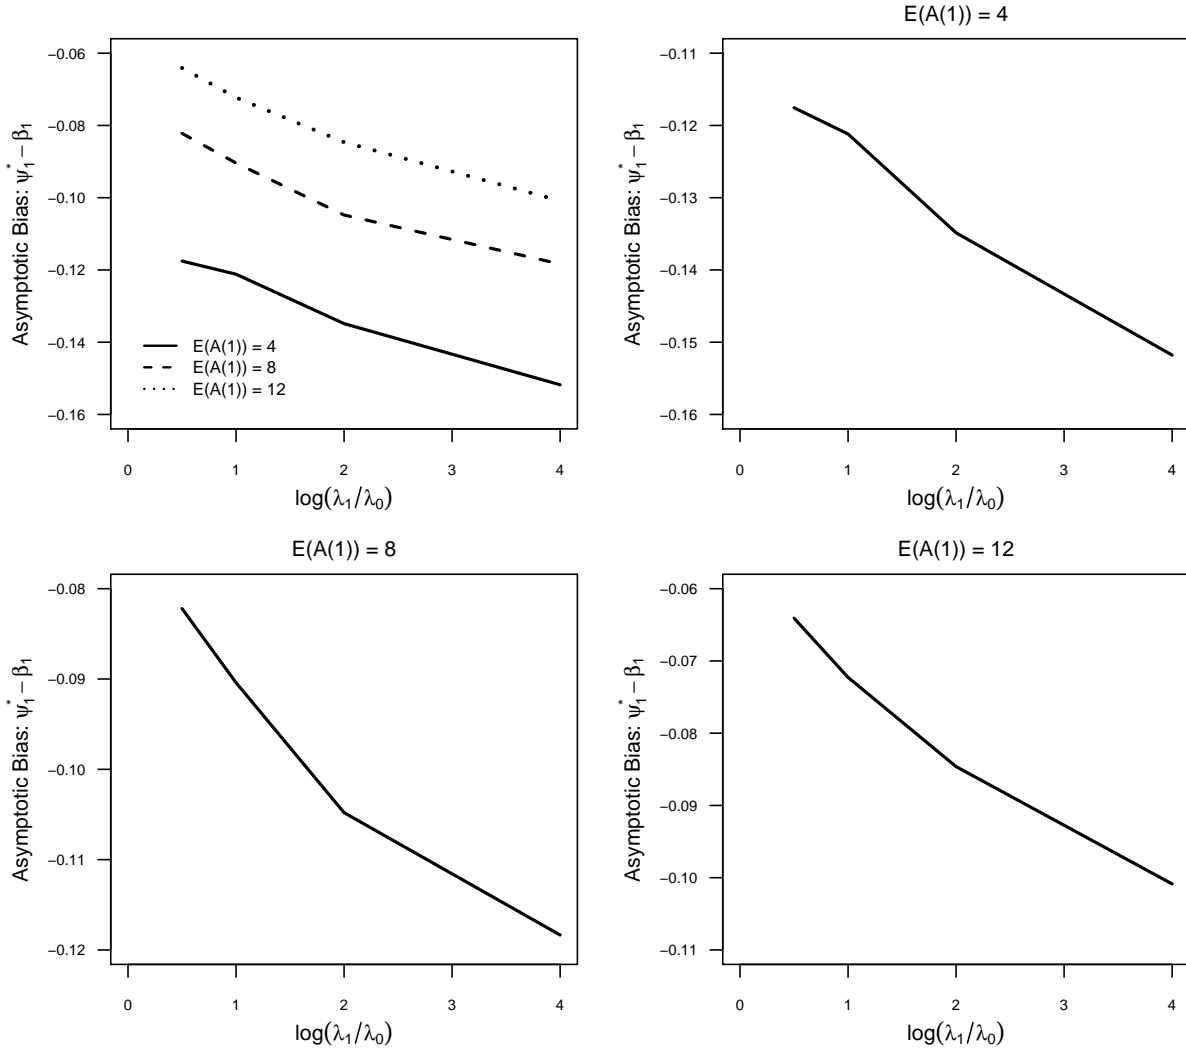 −0.06
−0.08
−0.10
−0.12
−0.14
−0.16
Asymptotic Bias: ψ₁* − β₁
E(A(1)) = 4
E(A(1)) = 8
E(A(1)) = 12
0 1 2 3 4
log(λ₁/λ₀)
E(A(1)) = 4
−0.11
−0.12
−0.13
−0.14
−0.15
−0.16
Asymptotic Bias: ψ₁* − β₁
0 1 2 3 4
log(λ₁/λ₀)
E(A(1)) = 8
−0.08
−0.09
−0.10
−0.11
−0.12
Asymptotic Bias: ψ₁* − β₁
0 1 2 3 4
log(λ₁/λ₀)
E(A(1)) = 12
−0.06
−0.07
−0.08
−0.09
−0.10
−0.11
Asymptotic Bias: ψ₁* − β₁
0 1 2 3 4
log(λ₁/λ₀)